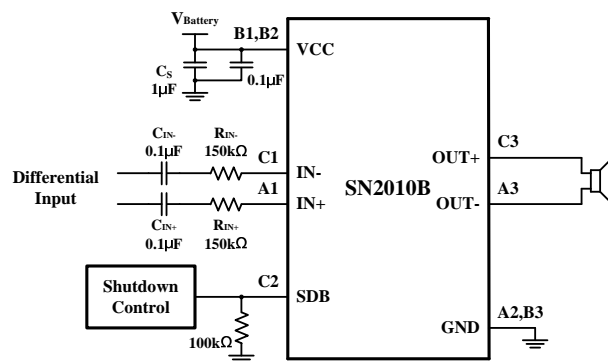 VBattery
B1,B2
VCC
CS
1µF
0.1µF
CIN-
0.1µF
RIN-
150kΩ
C1
IN-
Differential
Input
A1
IN+
CIN+
0.1µF
RIN+
150kΩ
SN2010B
C3
OUT+
A3
OUT-
Shutdown
Control
C2
SDB
100kΩ
A2,B3
GND